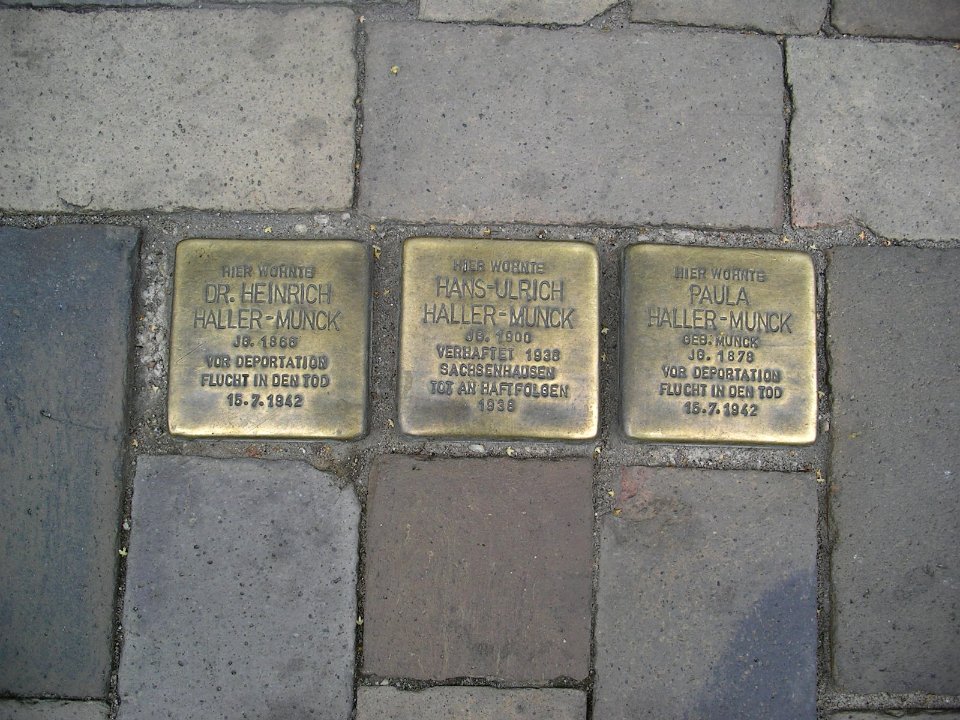 HIER WOHNTE
DR. HEINRICH
HALLER-MUNCK
JG. 1866
VOR DEPORTATION
FLUCHT IN DEN TOD
15.7.1942
HIER WOHNTE
HANS-ULRICH
HALLER-MUNCK
JG. 1900
VERHAFTET 1938
SACHSENHAUSEN
TOT AN HAFTFOLGEN
1938
HIER WOHNTE
PAULA
HALLER-MUNCK
GEB. MUNCK
JG. 1878
VOR DEPORTATION
FLUCHT IN DEN TOD
15.7.1942